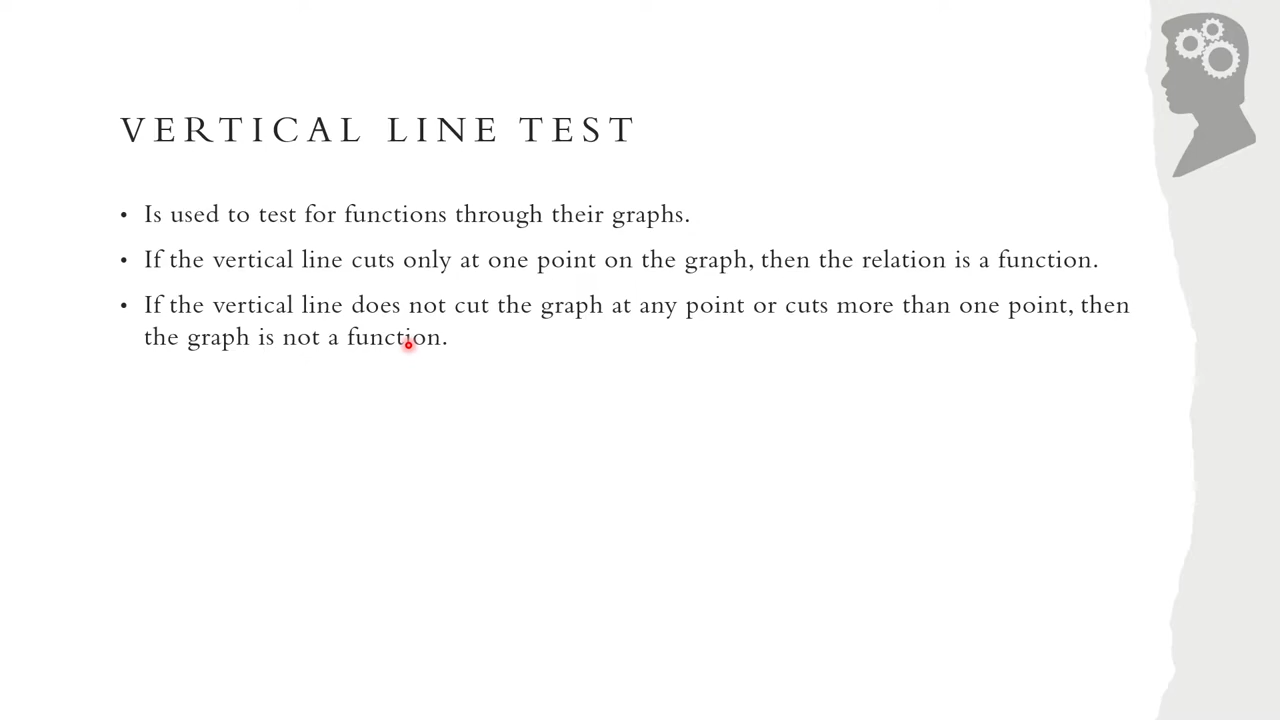 VERTICAL LINE TEST
• Is used to test for functions through their graphs.
• If the vertical line cuts only at one point on the graph, then the relation is a function.
• If the vertical line does not cut the graph at any point or cuts more than one point, then
the graph is not a function.